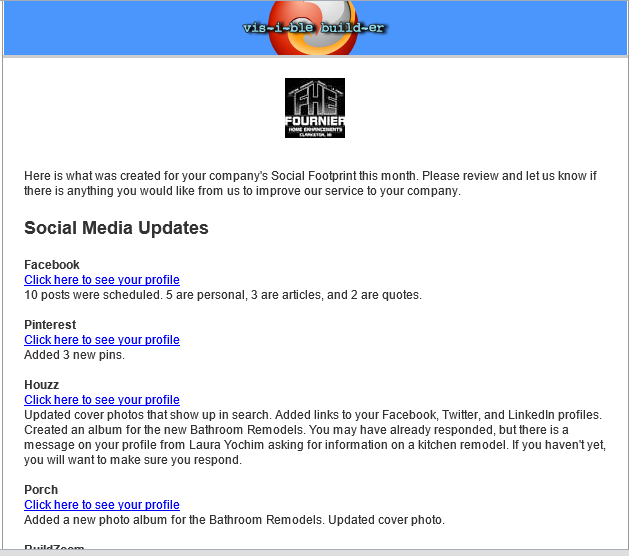 vis-i-ble build-er
FHE
FOURNIER
HOME ENHANCEMENTS
CLARKSTON, MI
Here is what was created for your company's Social Footprint this month. Please review and let us know if
there is anything you would like from us to improve our service to your company.
Social Media Updates
Facebook
Click here to see your profile
10 posts were scheduled. 5 are personal, 3 are articles, and 2 are quotes.
Pinterest
Click here to see your profile
Added 3 new pins.
Houzz
Click here to see your profile
Updated cover photos that show up in search. Added links to your Facebook, Twitter, and LinkedIn profiles.
Created an album for the new Bathroom Remodels. You may have already responded, but there is a
message on your profile from Laura Yochim asking for information on a kitchen remodel. If you haven't yet,
you will want to make sure you respond.
Porch
Click here to see your profile
Added a new photo album for the Bathroom Remodels. Updated cover photo.
BuildZoom